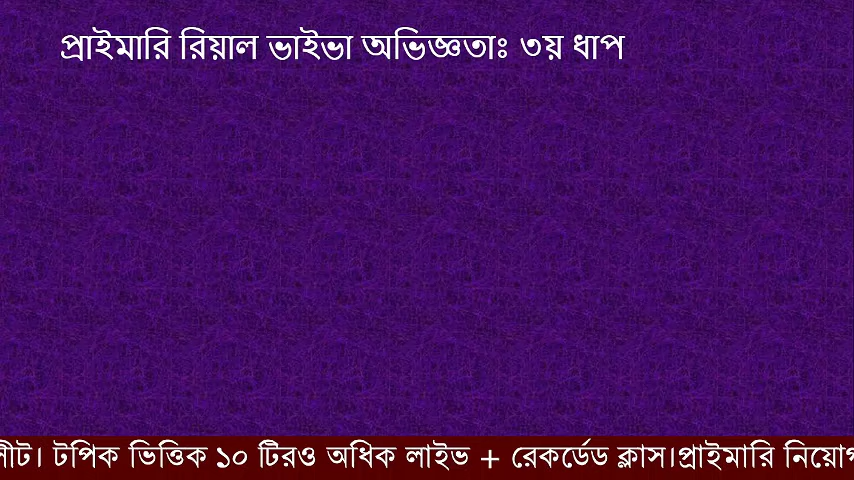 প্রাইমারি রিয়াল ভাইভা অভিজ্ঞতাঃ ৩য় ধাপ
টপিক ভিত্তিক ১০ টিরও অধিক লাইভ + রেকর্ডেড ক্লাস।প্রাইমারি